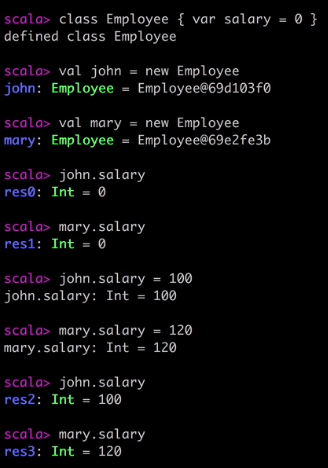 scala> class Employee { var salary = 0 }
defined class Employee
scala> val john = new Employee
john: Employee = Employee@69d103f0
scala> val mary = new Employee
mary: Employee = Employee@69e2fe3b
scala> john.salary
res0: Int = 0
scala> mary.salary
res1: Int = 0
scala> john.salary = 100
john.salary: Int = 100
scala> mary.salary = 120
mary.salary: Int = 120
scala> john.salary
res2: Int = 100
scala> mary.salary
res3: Int = 120